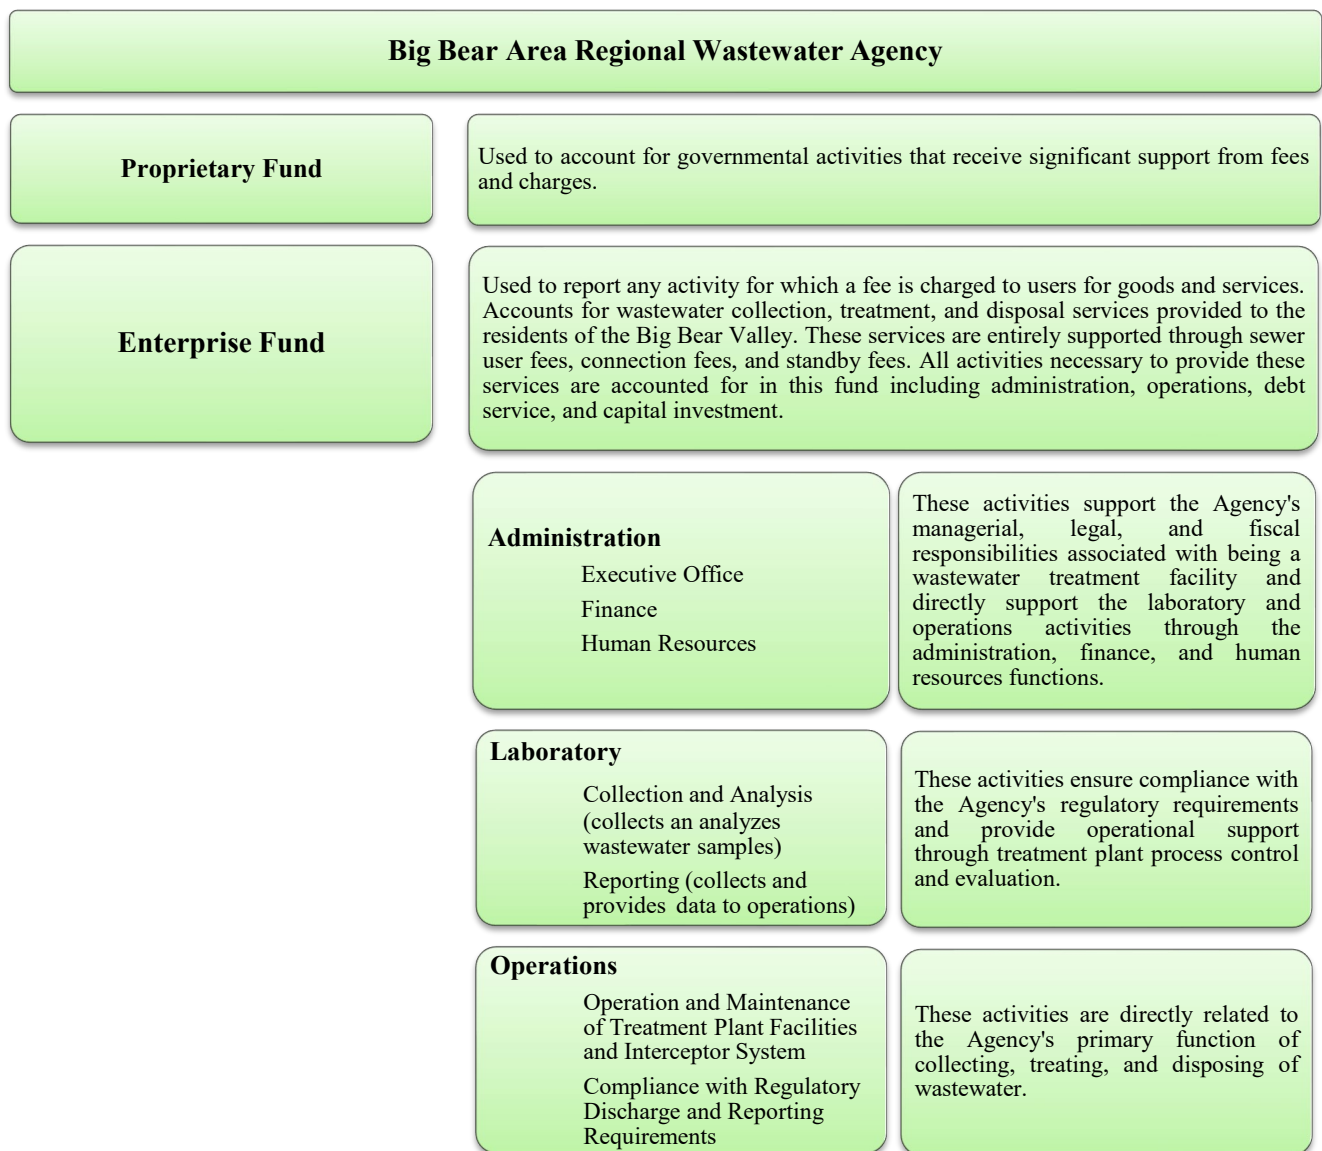 Big Bear Area Regional Wastewater Agency
Proprietary Fund
Used to account for governmental activities that receive significant support from fees
and charges.
Enterprise Fund
Used to report any activity for which a fee is charged to users for goods and services.
Accounts for wastewater collection, treatment, and disposal services provided to the
residents of the Big Bear Valley. These services are entirely supported through sewer
user fees, connection fees, and standby fees. All activities necessary to provide these
services are accounted for in this fund including administration, operations, debt
service, and capital investment.
Administration
Executive Office
Finance
Human Resources
These activities support the Agency's
managerial, legal, and fiscal
responsibilities associated with being a
wastewater treatment facility and
directly support the laboratory and
operations activities through the
administration, finance, and human
resources functions.
Laboratory
Collection and Analysis
(collects an analyzes
wastewater samples)
Reporting (collects and
provides data to operations)
These activities ensure compliance with
the Agency's regulatory requirements
and provide operational support
through treatment plant process control
and evaluation.
Operations
Operation and Maintenance
of Treatment Plant Facilities
and Interceptor System
Compliance with Regulatory
Discharge and Reporting
Requirements
These activities are directly related to
the Agency's primary function of
collecting, treating, and disposing of
wastewater.